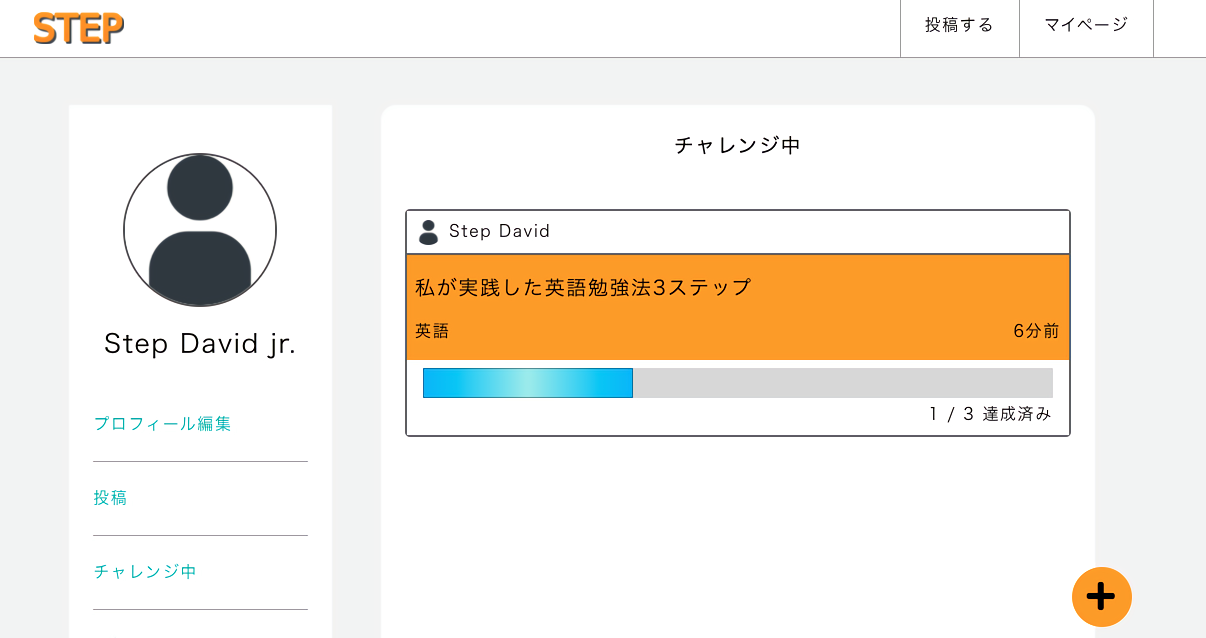 STEP
投稿する
マイページ
Step David jr.
プロフィール編集
投稿
チャレンジ中
チャレンジ中
Step David
私が実践した英語勉強法3ステップ
英語
6分前
1 / 3 達成済み